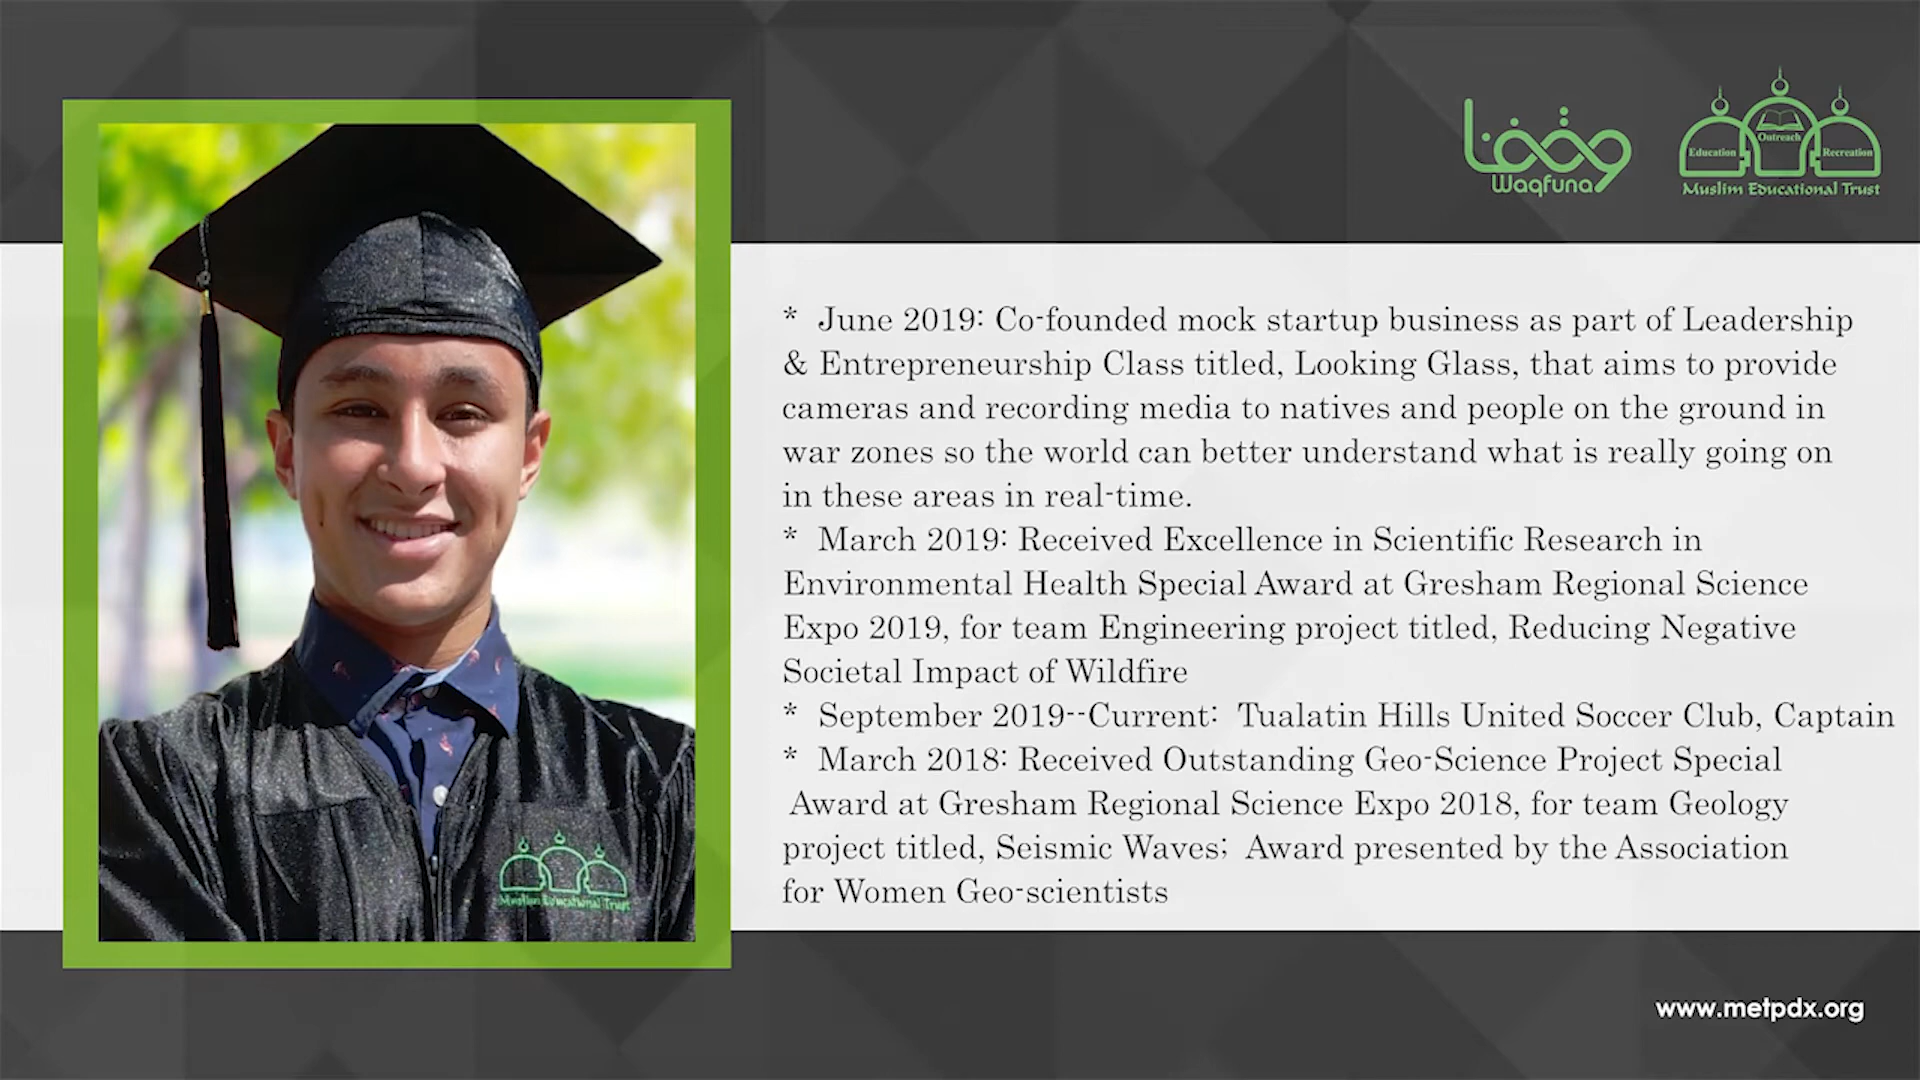 وقفنا
Waqfuna
Education
Outreach
Recreation
Muslim Educational Trust
* June 2019: Co-founded mock startup business as part of Leadership
& Entrepreneurship Class titled, Looking Glass, that aims to provide
cameras and recording media to natives and people on the ground in
war zones so the world can better understand what is really going on
in these areas in real-time.
* March 2019: Received Excellence in Scientific Research in
Environmental Health Special Award at Gresham Regional Science
Expo 2019, for team Engineering project titled, Reducing Negative
Societal Impact of Wildfire
* September 2019--Current: Tualatin Hills United Soccer Club, Captain
* March 2018: Received Outstanding Geo-Science Project Special
Award at Gresham Regional Science Expo 2018, for team Geology
project titled, Seismic Waves; Award presented by the Association
for Women Geo-scientists
Muslim Educational Trust
www.metpdx.org